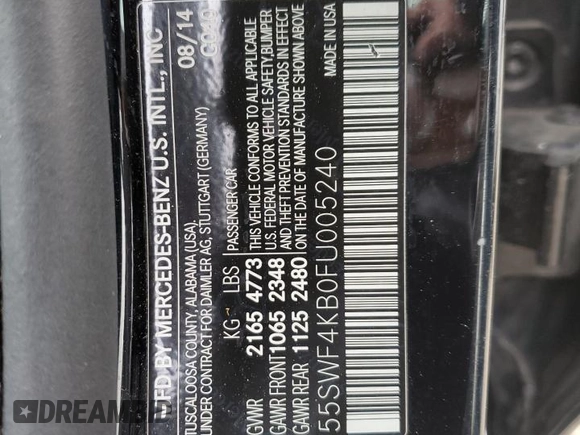 MFD BY MERCEDES-BENZ U.S. INTL., INC
TUSCALOOSA COUNTY, ALABAMA (USA),
UNDER CONTRACT FOR DAIMLER AG, STUTTGART (GERMANY)
08/14
KG LBS
GVWR 2165 4773
GAWR FRONT 1065 2348
GAWR REAR 1125 2480
PASSENGER CAR
THIS VEHICLE CONFORMS TO ALL APPLICABLE
U.S. FEDERAL MOTOR VEHICLE SAFETY, BUMPER
AND THEFT PREVENTION STANDARDS IN EFFECT
ON THE DATE OF MANUFACTURE SHOWN ABOVE
55SWF4KB0FU005240
MADE IN USA